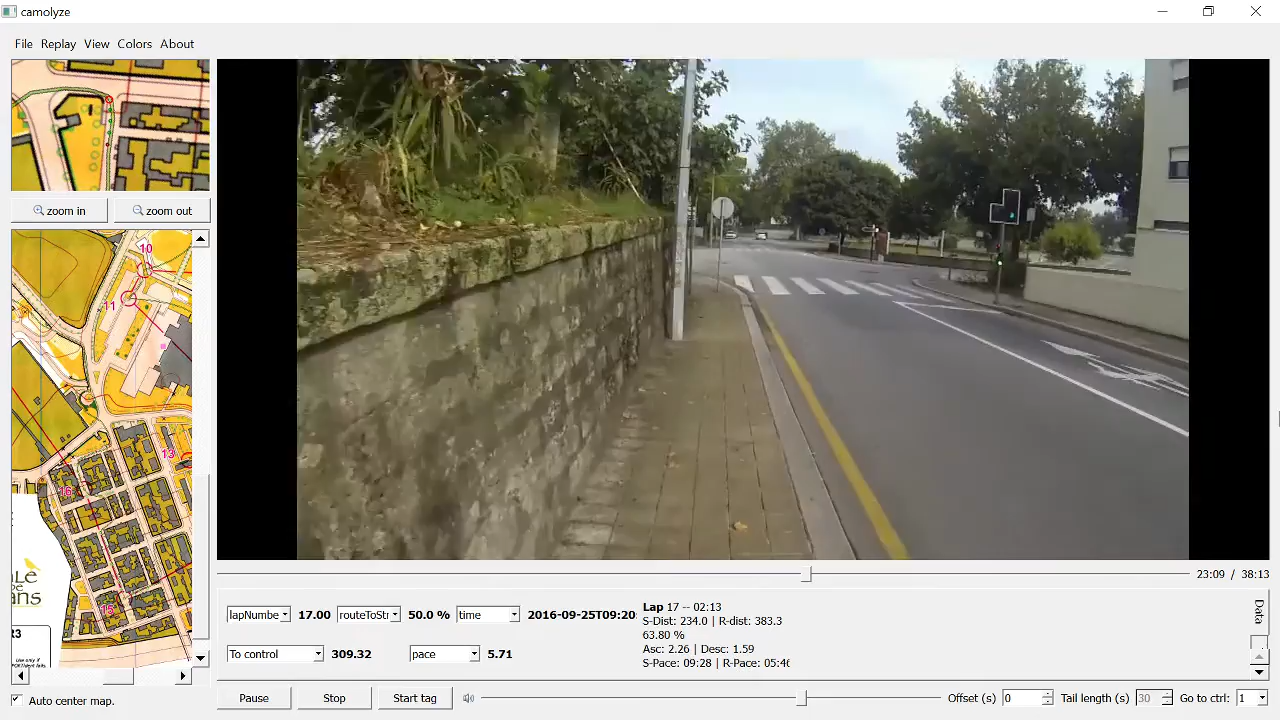 camolyze
File Replay View Colors About
zoom in zoom out
10
11
13
16
15
R3
23:09 / 38:13
lapNumbe 17.00 routeToStr 50.0 % time 2016-09-25T09:20:
To control 309.32 pace 5.71
Lap 17 -- 02:13
S-Dist: 234.0 | R-dist: 383.3
63.80 %
Asc: 2.26 | Desc: 1.59
S-Pace: 09:28 | R-Pace: 05:46
Data
Auto center map.
Pause Stop Start tag Offset (s) 0 Tail length (s) 30 Go to ctrl: 1